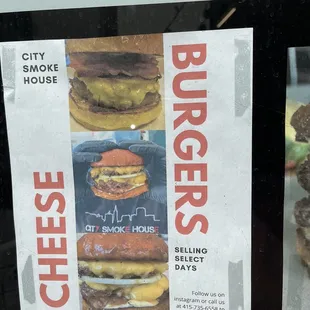 CITY
SMOKE
HOUSE
CHEESE
BURGERS
CITY SMOKE HOUSE
SELLING
SELECT
DAYS
Follow us on
instagram or call us
at 415-735-6558 to